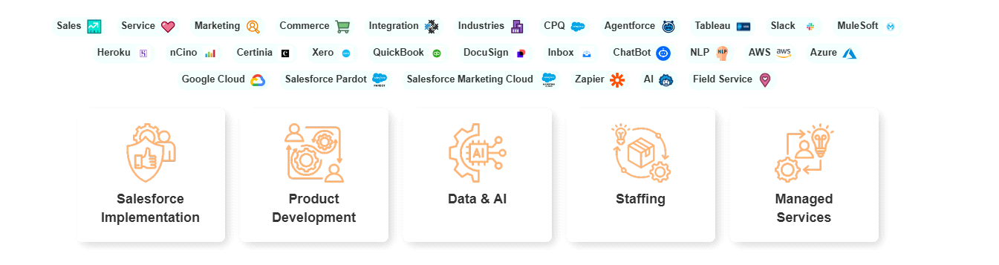 Sales Service Marketing Commerce Integration Industries CPQ Agentforce Tableau Slack MuleSoft
Heroku nCino Certinia Xero QuickBook DocuSign Inbox ChatBot NLP NLP AWS aws Azure
Google Cloud Salesforce Pardot PARDOT Salesforce Marketing Cloud Zapier AI Field Service
AI
Salesforce Product Data & AI Staffing Managed
Implementation Development Services